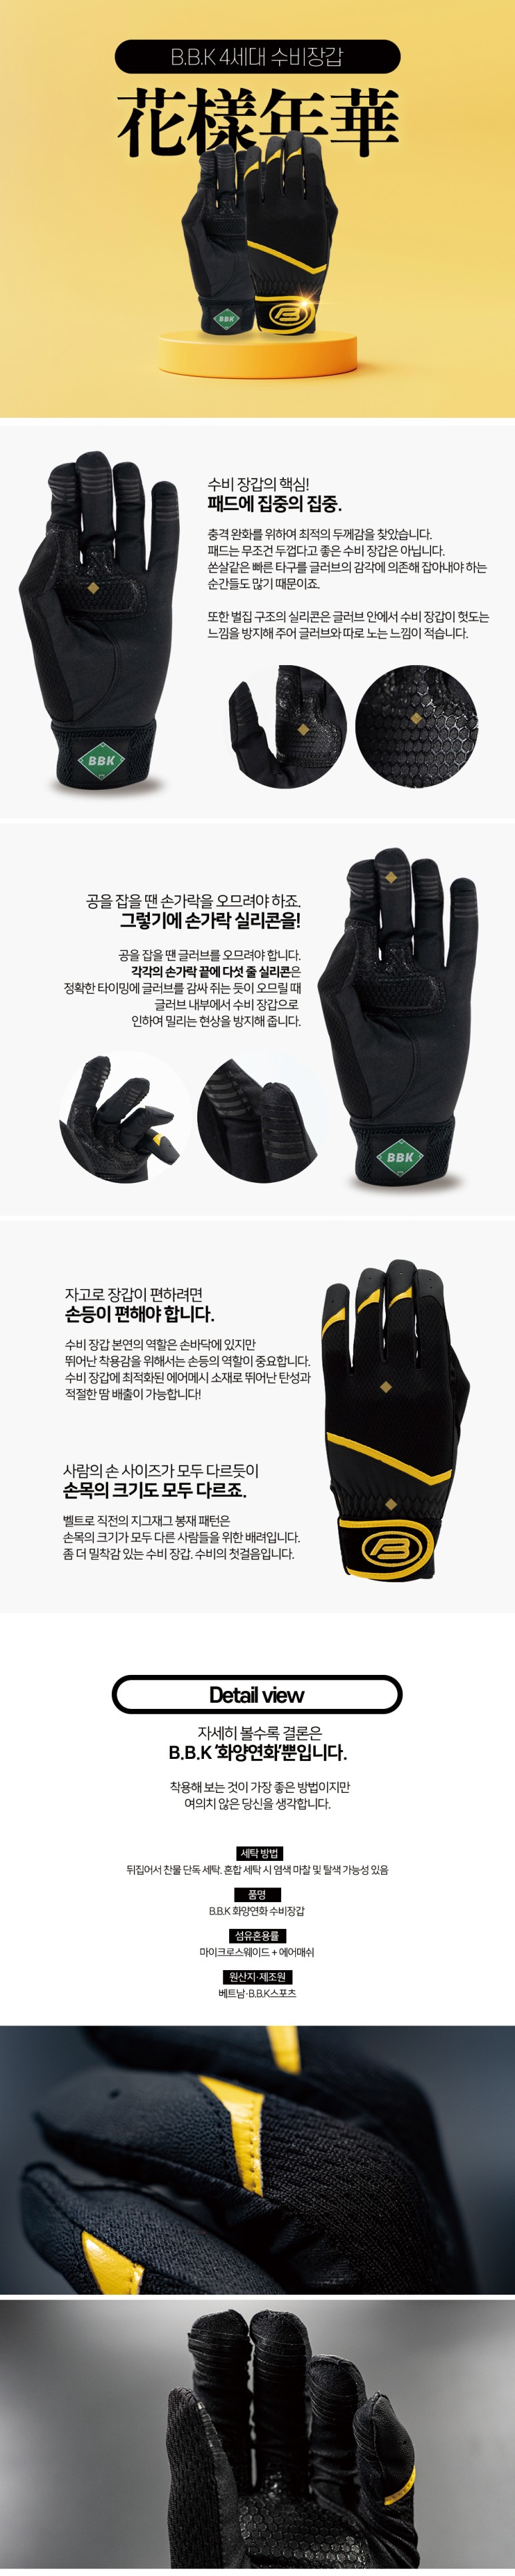 B.B.K 4세대 수비장갑
花樣年華
BBK
수비 장갑의 핵심!
패드에 집중의 집중.
충격 완화를 위하여 최적의 두께감을 찾았습니다.
패드는 무조건 두껍다고 좋은 수비 장갑은 아닙니다.
쏜살같은 빠른 타구를 글러브의 감각에 의존해 잡아내야 하는
순간들도 많기 때문이죠.
또한 벌집 구조의 실리콘은 글러브 안에서 수비 장갑이 헛도는
느낌을 방지해 주어 글러브와 따로 노는 느낌이 적습니다.
BBK
공을 잡을 땐 손가락을 오므려야 하죠.
그렇기에 손가락 실리콘을!
공을 잡을 땐 글러브를 오므려야 합니다.
각각의 손가락 끝에 다섯 줄 실리콘은
정확한 타이밍에 글러브를 감싸 쥐는 듯이 오므릴 때
글러브 내부에서 수비 장갑으로
인하여 밀리는 현상을 방지해 줍니다.
BBK
자고로 장갑이 편하려면
손등이 편해야 합니다.
수비 장갑 본연의 역할은 손바닥에 있지만
뛰어난 착용감을 위해서는 손등의 역할이 중요합니다.
수비 장갑에 최적화된 에어메시 소재로 뛰어난 탄성과
적절한 땀 배출이 가능합니다!
사람의 손 사이즈가 모두 다르듯이
손목의 크기도 모두 다르죠.
벨트로 직전의 지그재그 봉재 패턴은
손목의 크기가 모두 다른 사람들을 위한 배려입니다.
좀 더 밀착감 있는 수비 장갑. 수비의 첫걸음입니다.
Detail view
자세히 볼수록 결론은
B.B.K '화양연화'뿐입니다.
착용해 보는 것이 가장 좋은 방법이지만
여의치 않은 당신을 생각합니다.
세탁 방법
뒤집어서 찬물 단독 세탁. 혼합 세탁 시 염색 마찰 및 탈색 가능성 있음
품명
B.B.K 화양연화 수비장갑
섬유혼용률
마이크로스웨이드 + 에어매쉬
원산지·제조원
베트남·B.B.K스포츠